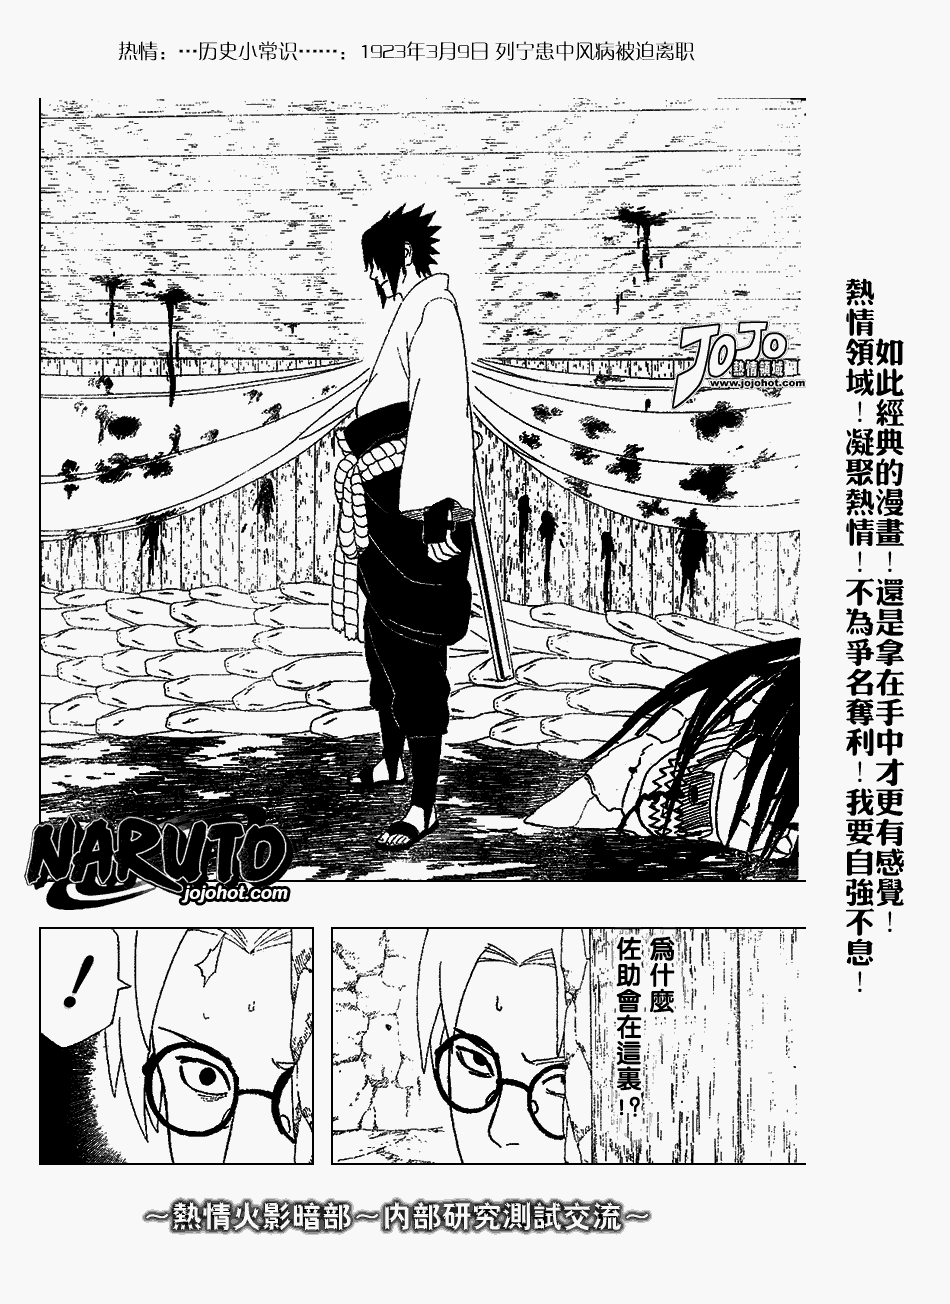 热情：…历史小常识……：1923年3月9日 列宁患中风病被迫离职
JOJO
熱情領域
www.jojohot.com
如此經典的漫畫！還是拿在手中才更有感覺！
熱情領域！凝聚熱情！不為爭名奪利！我要自強不息！
NARUTO
jojohot.com
為什麼
佐助會在這裏!?
!
～熱情火影暗部～内部研究測試交流～